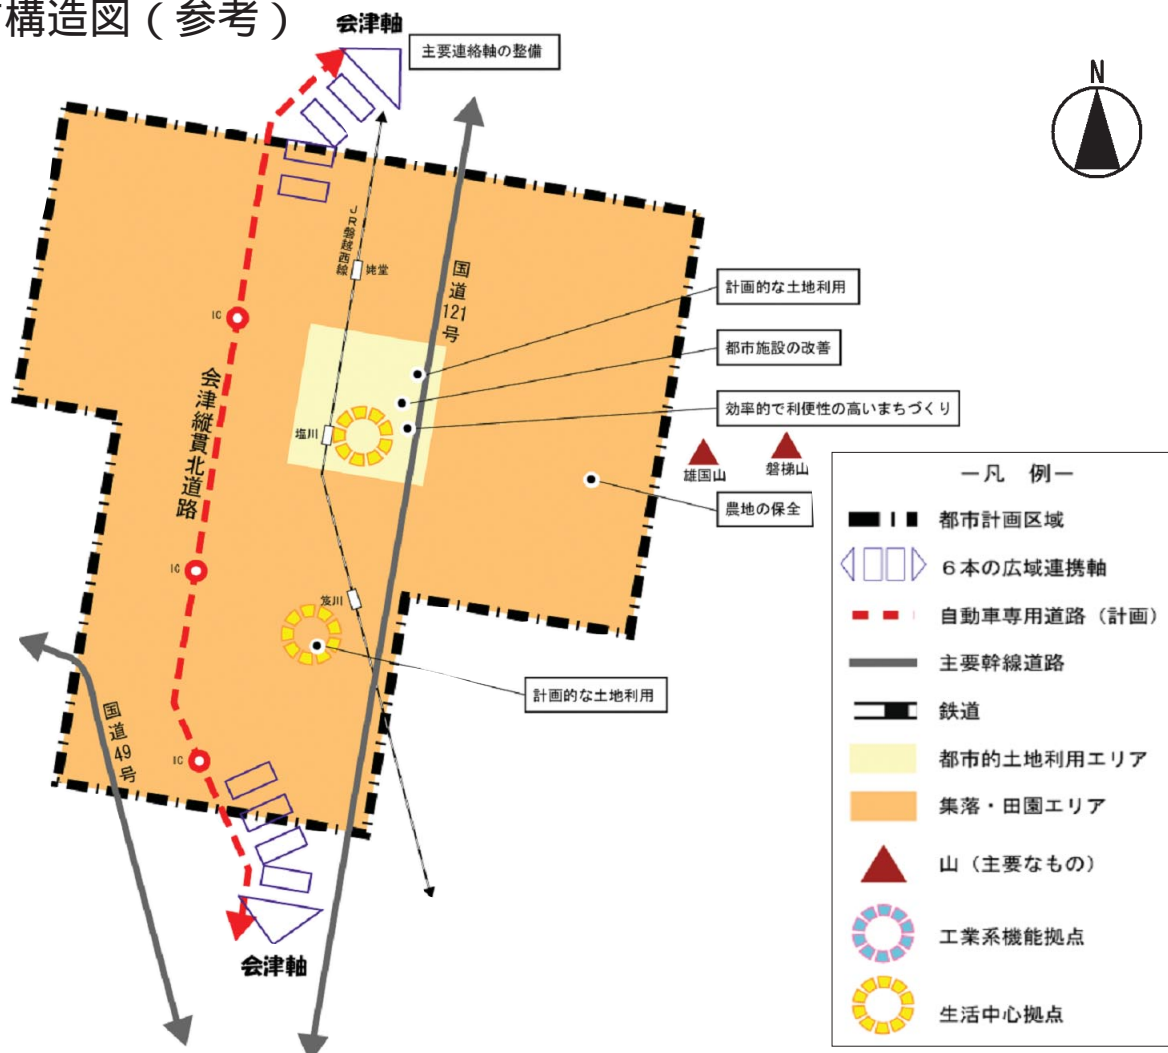 構造図(参考)
会津軸
主要連絡軸の整備
N
JR磐越西線
姥堂
国道121号
計画的な土地利用
都市施設の改善
効率的で利便性の高いまちづくり
雄国山
磐梯山
農地の保全
IC
会津縦貫北道路
塩川
IC
笈川
計画的な土地利用
国道49号
IC
会津軸
−凡 例−
都市計画区域
6本の広域連携軸
自動車専用道路(計画)
主要幹線道路
鉄道
都市的土地利用エリア
集落・田園エリア
山(主要なもの)
工業系機能拠点
生活中心拠点